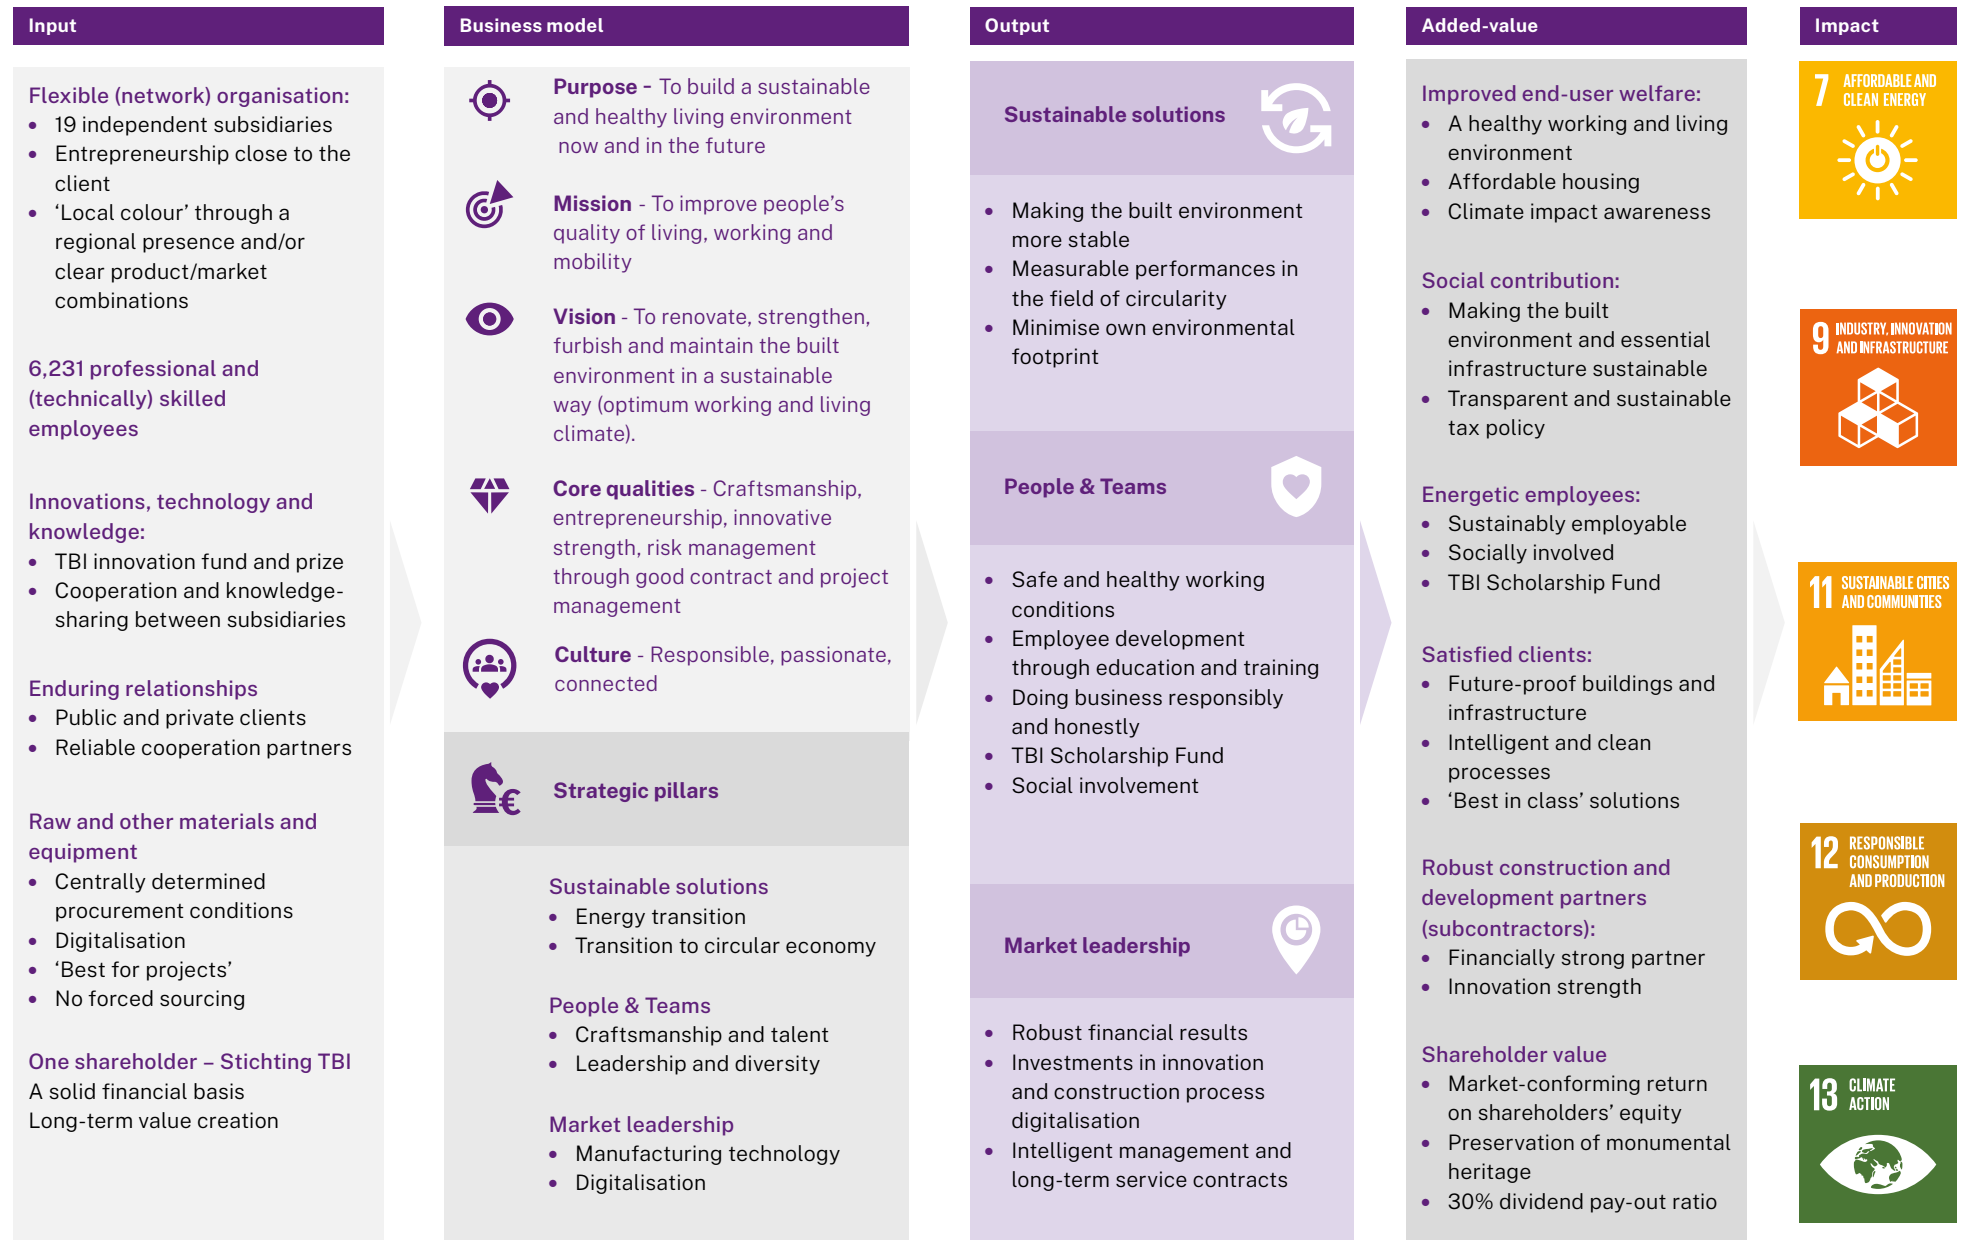 Input
Flexible (network) organisation:
• 19 independent subsidiaries
• Entrepreneurship close to the
client
• ‘Local colour’ through a
regional presence and/or
clear product/market
combinations
6,231 professional and
(technically) skilled
employees
Innovations, technology and
knowledge:
• TBI innovation fund and prize
• Cooperation and knowledge-
sharing between subsidiaries
Enduring relationships
• Public and private clients
• Reliable cooperation partners
Raw and other materials and
equipment
• Centrally determined
procurement conditions
• Digitalisation
• ‘Best for projects’
• No forced sourcing
One shareholder – Stichting TBI
A solid financial basis
Long-term value creation
Business model
Purpose - To build a sustainable
and healthy living environment
now and in the future
Mission - To improve people’s
quality of living, working and
mobility
Vision - To renovate, strengthen,
furbish and maintain the built
environment in a sustainable
way (optimum working and living
climate).
Core qualities - Craftsmanship,
entrepreneurship, innovative
strength, risk management
through good contract and project
management
Culture - Responsible, passionate,
connected
€
Strategic pillars
Sustainable solutions
• Energy transition
• Transition to circular economy
People & Teams
• Craftsmanship and talent
• Leadership and diversity
Market leadership
• Manufacturing technology
• Digitalisation
Output
Sustainable solutions
• Making the built environment
more stable
• Measurable performances in
the field of circularity
• Minimise own environmental
footprint
People & Teams
• Safe and healthy working
conditions
• Employee development
through education and training
• Doing business responsibly
and honestly
• TBI Scholarship Fund
• Social involvement
Market leadership
• Robust financial results
• Investments in innovation
and construction process
digitalisation
• Intelligent management and
long-term service contracts
Added-value
Improved end-user welfare:
• A healthy working and living
environment
• Affordable housing
• Climate impact awareness
Social contribution:
• Making the built
environment and essential
infrastructure sustainable
• Transparent and sustainable
tax policy
Energetic employees:
• Sustainably employable
• Socially involved
• TBI Scholarship Fund
Satisfied clients:
• Future-proof buildings and
infrastructure
• Intelligent and clean
processes
• ‘Best in class’ solutions
Robust construction and
development partners
(subcontractors):
• Financially strong partner
• Innovation strength
Shareholder value
• Market-conforming return
on shareholders’ equity
• Preservation of monumental
heritage
• 30% dividend pay-out ratio
Impact
7 AFFORDABLE AND
CLEAN ENERGY
9 INDUSTRY, INNOVATION
AND INFRASTRUCTURE
11 SUSTAINABLE CITIES
AND COMMUNITIES
12 RESPONSIBLE
CONSUMPTION
AND PRODUCTION
13 CLIMATE
ACTION